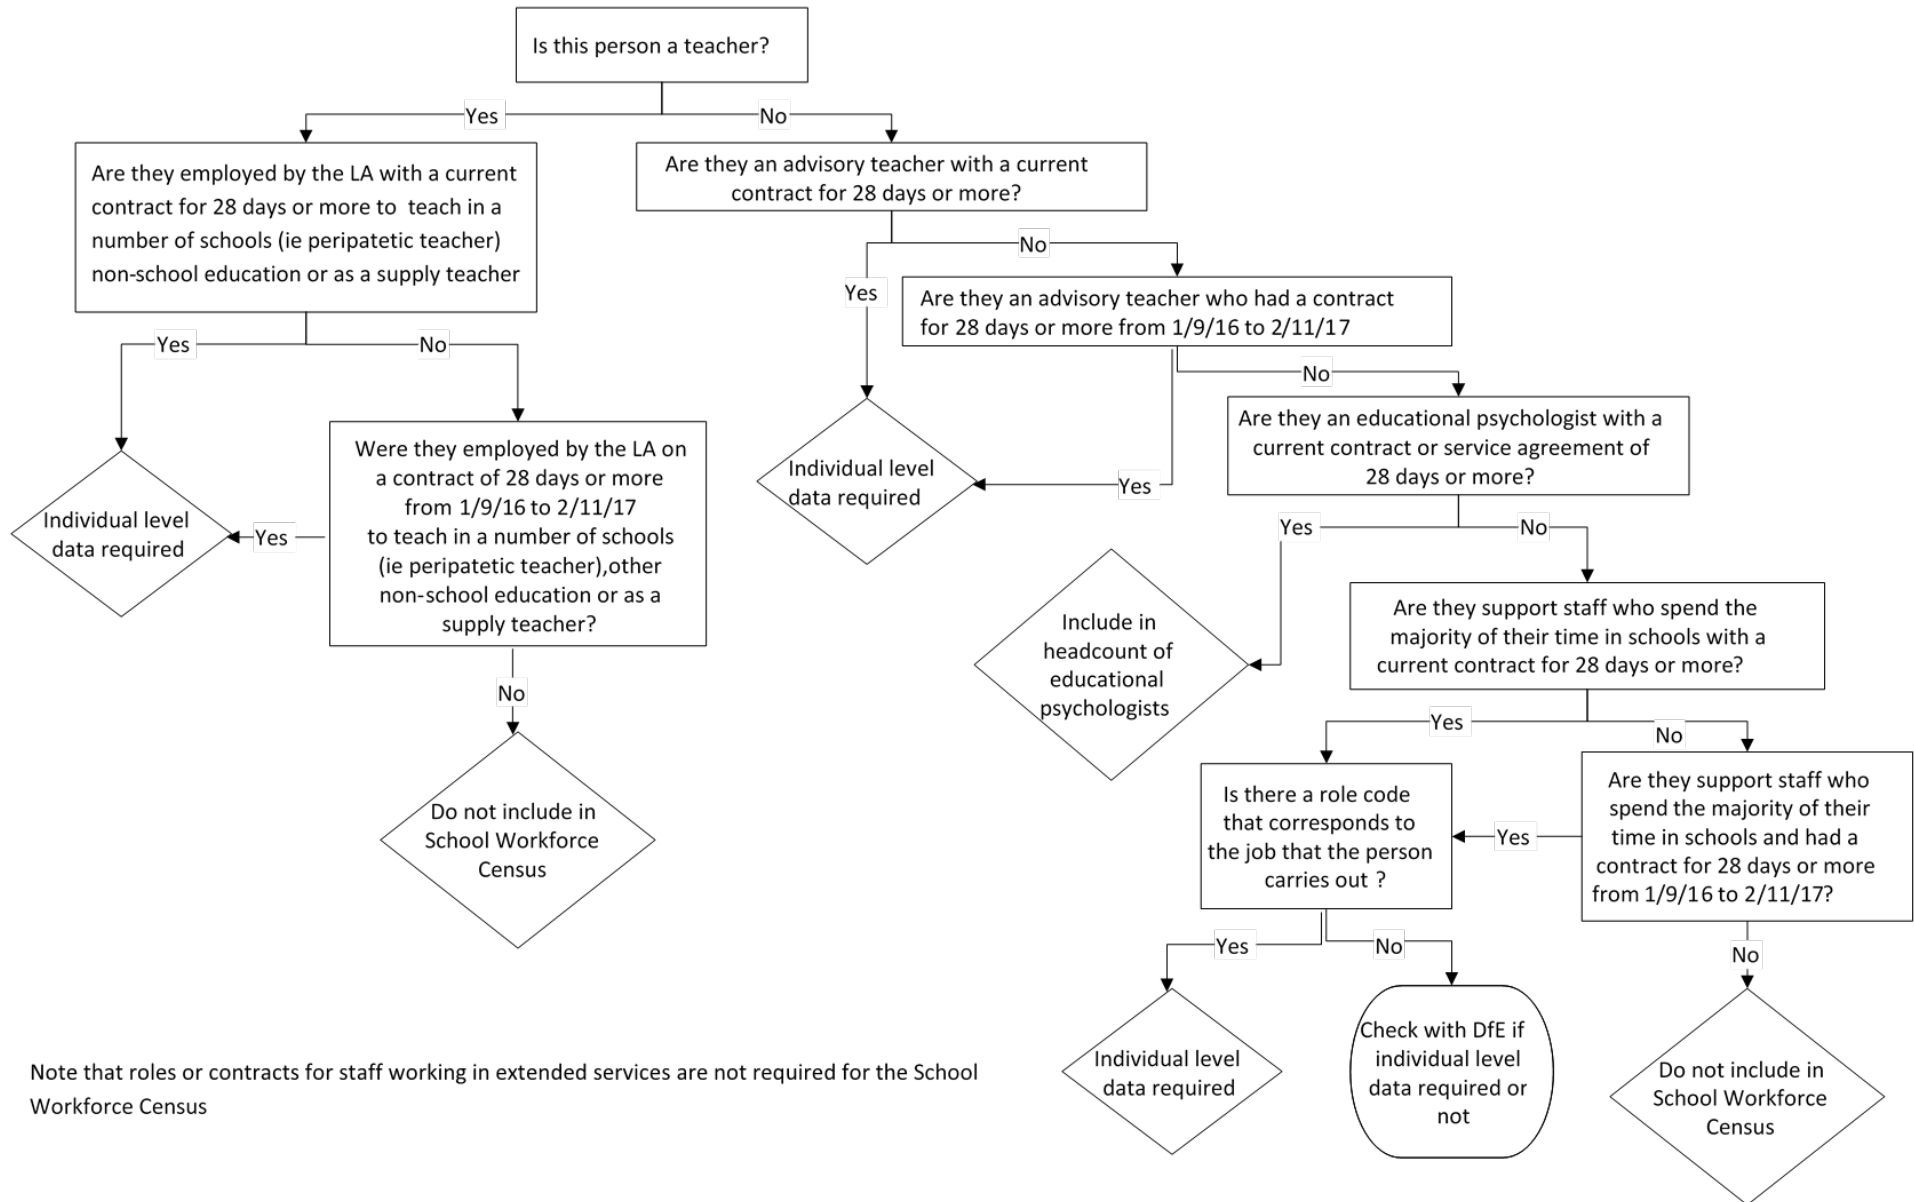 Is this person a teacher?
Yes
No
Are they employed by the LA with a current
contract for 28 days or more to  teach in a
number of schools (ie peripatetic teacher)
non-school education or as a supply teacher
Are they an advisory teacher with a current
contract for 28 days or more?
No
Yes
Are they an advisory teacher who had a contract
for 28 days or more from 1/9/16 to 2/11/17
Yes
No
No
Individual level
data required
Yes
Are they an educational psychologist with a
current contract or service agreement of
28 days or more?
Were they employed by the LA on
a contract of 28 days or more
from 1/9/16 to 2/11/17
to teach in a number of schools
(ie peripatetic teacher),other
non-school education or as a
supply teacher?
Individual level
data required
Yes
Yes
No
Include in
headcount of
educational
psychologists
Are they support staff who spend the
majority of their time in schools with a
current contract for 28 days or more?
No
Yes
No
Do not include in
School Workforce
Census
Is there a role code
that corresponds to
the job that the person
carries out ?
Yes
Are they support staff who
spend the majority of their
time in schools and had a
contract for 28 days or more
from 1/9/16 to 2/11/17?
Yes
No
No
Individual level
data required
Check with DfE if
individual level
data required or
not
Do not include in
School Workforce
Census
Note that roles or contracts for staff working in extended services are not required for the School
Workforce Census